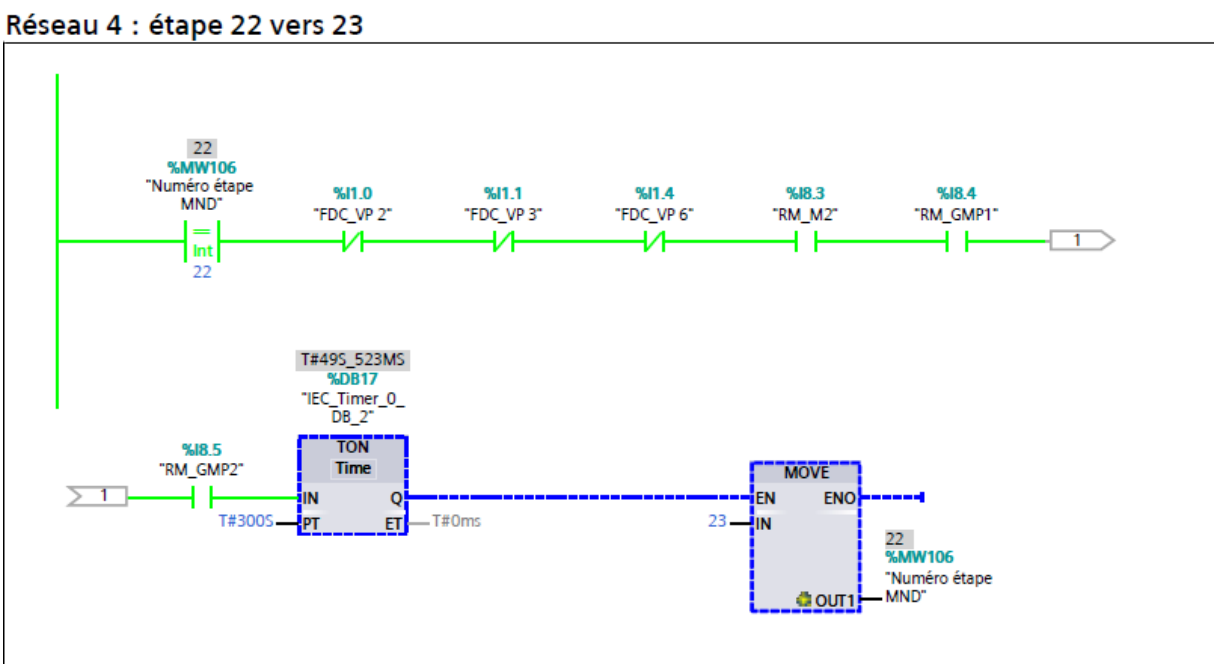 Réseau 4 : étape 22 vers 23
22
%MW106
"Numéro étape
MND"
==
Int
22
%I1.0
"FDC_VP 2"
%I1.1
"FDC_VP 3"
%I1.4
"FDC_VP 6"
%I8.3
"RM_M2"
%I8.4
"RM_GMP1"
1
1
%I8.5
"RM_GMP2"
T#49S_523MS
%DB17
"IEC_Timer_0_
DB_2"
TON
Time
IN Q
T#300S PT ET T#0ms
MOVE
EN ENO
23 IN
OUT1
22
%MW106
"Numéro étape
MND"